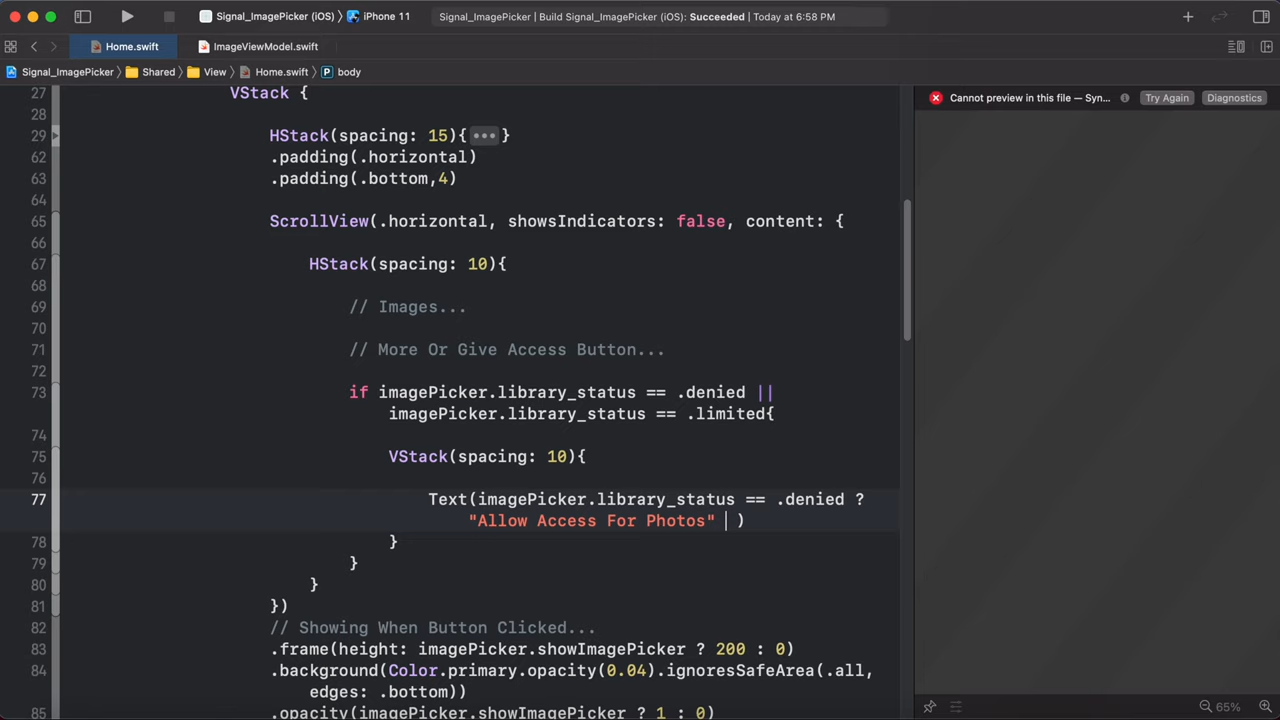 Signal_ImagePicker (iOS) 〉 iPhone 11
Signal_ImagePicker | Build Signal_ImagePicker (iOS): Succeeded | Today at 6:58 PM
Home.swift
ImageViewModel.swift
Signal_ImagePicker 〉 Shared 〉 View 〉 Home.swift 〉 P body
Cannot preview in this file — Syn...
Try Again
Diagnostics
27 VStack {
28
29 HStack(spacing: 15){ ••• }
62 .padding(.horizontal)
63 .padding(.bottom,4)
64
65 ScrollView(.horizontal, showsIndicators: false, content: {
66
67 HStack(spacing: 10){
68
69 // Images...
70
71 // More Or Give Access Button...
72
73 if imagePicker.library_status == .denied ||
imagePicker.library_status == .limited{
74
75 VStack(spacing: 10){
76
77 Text(imagePicker.library_status == .denied ?
"Allow Access For Photos" )
78 }
79 }
80 }
81 })
82 // Showing When Button Clicked...
83 .frame(height: imagePicker.showImagePicker ? 200 : 0)
84 .background(Color.primary.opacity(0.04).ignoresSafeArea(.all,
edges: .bottom))
85 .opacity(imagePicker.showImagePicker ? 1 : 0)
65%